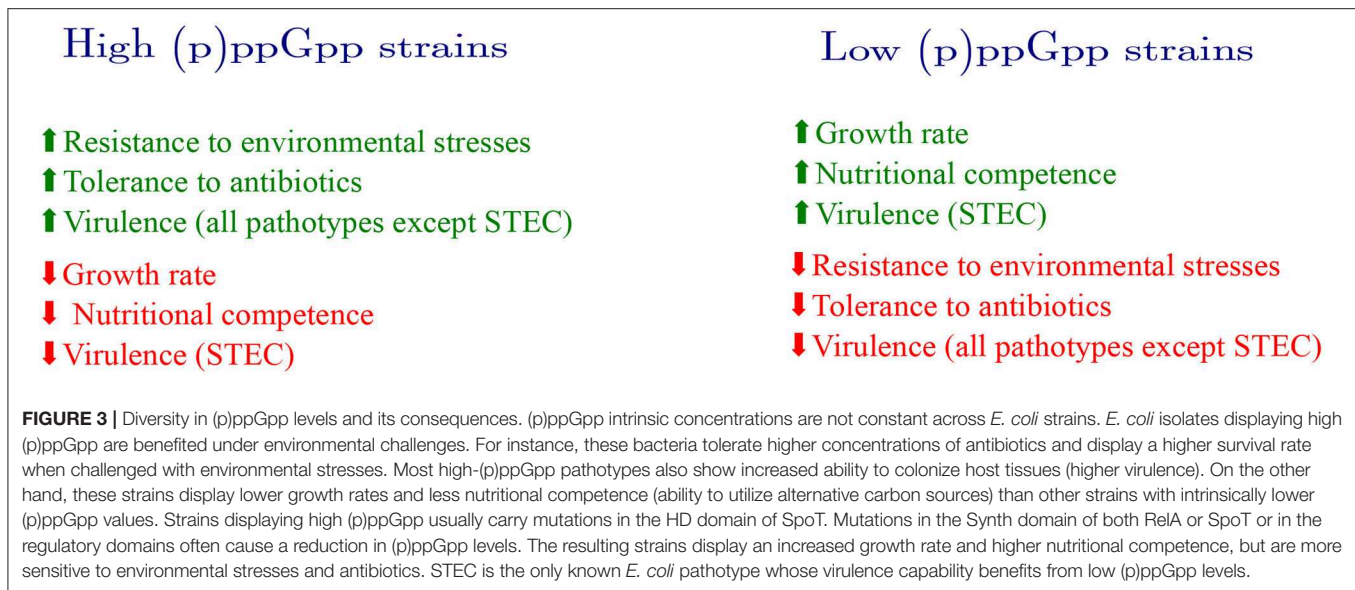 High (p)ppGpp strains
⬆Resistance to environmental stresses
⬆Tolerance to antibiotics
⬆Virulence (all pathotypes except STEC)
⬇Growth rate
⬇ Nutritional competence
⬇Virulence (STEC)
Low (p)ppGpp strains
⬆Growth rate
⬆Nutritional competence
⬆Virulence (STEC)
⬇Resistance to environmental stresses
⬇Tolerance to antibiotics
⬇Virulence (all pathotypes except STEC)
FIGURE 3 | Diversity in (p)ppGpp levels and its consequences. (p)ppGpp intrinsic concentrations are not constant across E. coli strains. E. coli isolates displaying high
(p)ppGpp are benefited under environmental challenges. For instance, these bacteria tolerate higher concentrations of antibiotics and display a higher survival rate
when challenged with environmental stresses. Most high-(p)ppGpp pathotypes also show increased ability to colonize host tissues (higher virulence). On the other
hand, these strains display lower growth rates and less nutritional competence (ability to utilize alternative carbon sources) than other strains with intrinsically lower
(p)ppGpp values. Strains displaying high (p)ppGpp usually carry mutations in the HD domain of SpoT. Mutations in the Synth domain of both RelA or SpoT or in the
regulatory domains often cause a reduction in (p)ppGpp levels. The resulting strains display an increased growth rate and higher nutritional competence, but are more
sensitive to environmental stresses and antibiotics. STEC is the only known E. coli pathotype whose virulence capability benefits from low (p)ppGpp levels.